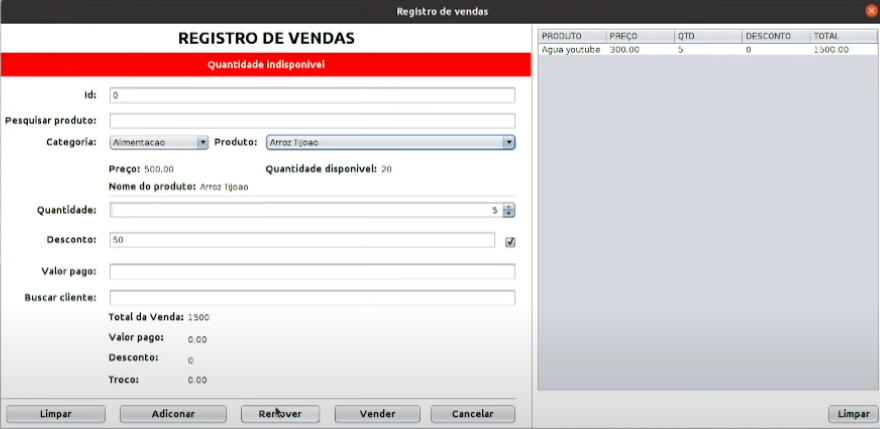 Registro de vendas
REGISTRO DE VENDAS
Quantidade indisponivel
Id: 0
Pesquisar produto:
Categoria: Alimentacao Produto: Arroz Tijoao
Preço: 500.00 Quantidade disponivel: 20
Nome do produto: Arroz Tijoao
Quantidade: 5
Desconto: 50
Valor pago:
Buscar cliente:
Total da Venda: 1500
Valor pago: 0.00
Desconto: 0
Troco: 0.00
Limpar Adicionar Remover Vender Cancelar
PRODUTO PREÇO QTD DESCONTO TOTAL
Agua youtube 300.00 5 0 1500.00
Limpar